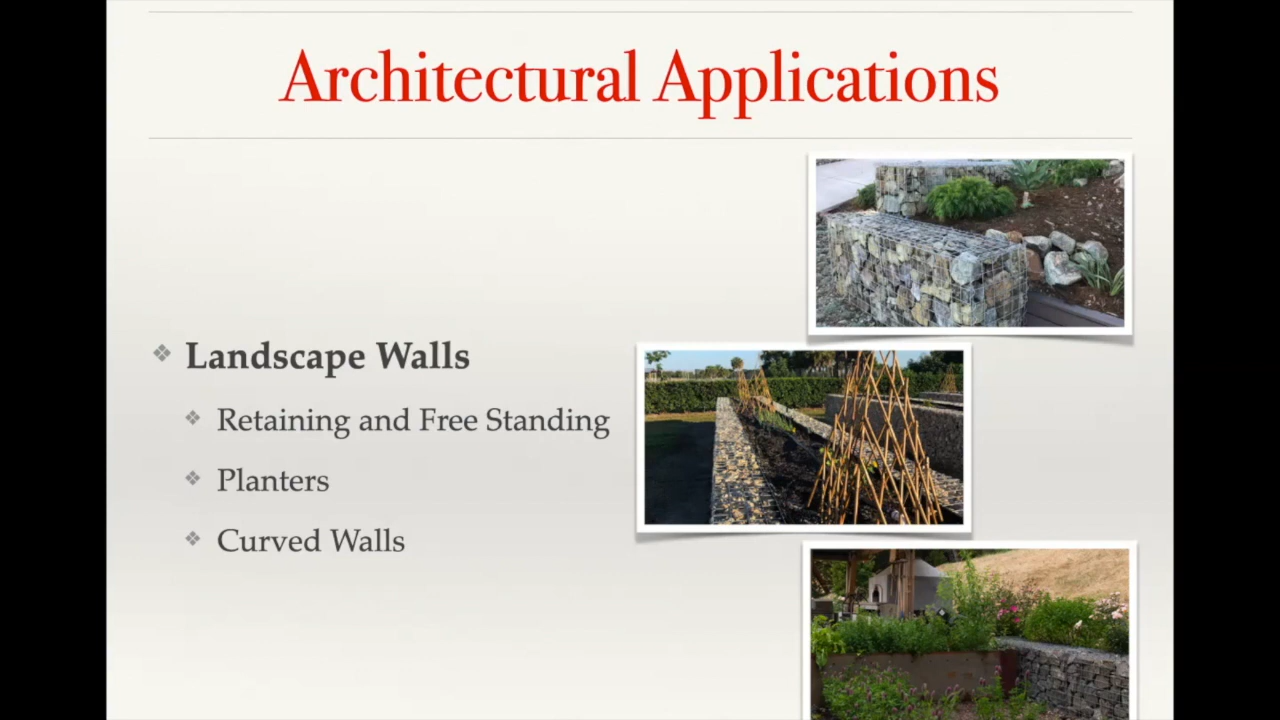 Architectural Applications
Landscape Walls
Retaining and Free Standing
Planters
Curved Walls